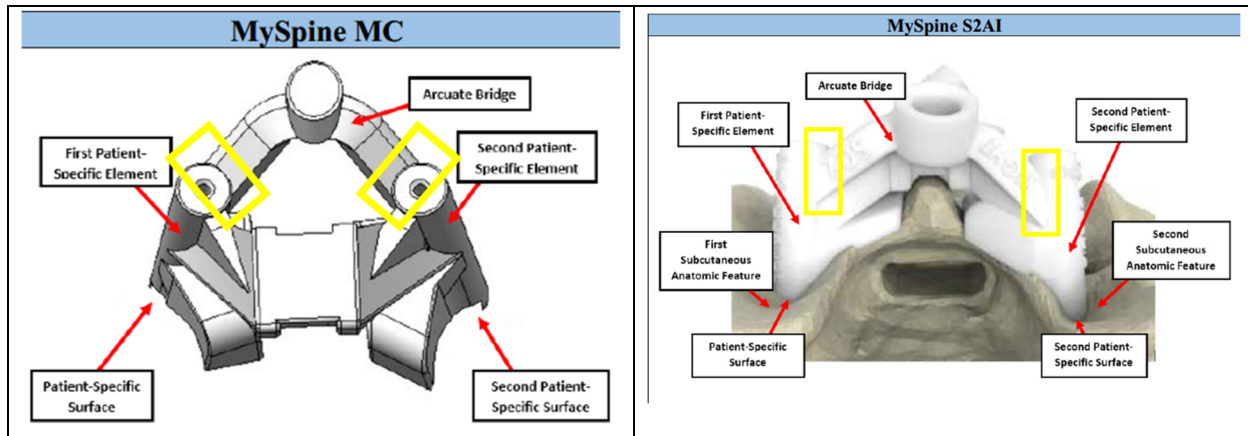 MySpine MC
Arcuate Bridge
First Patient-
Specific Element
Second Patient-
Specific Element
Patient-Specific
Surface
Second Patient-
Specific Surface
MySpine S2AI
Arcuate Bridge
First Patient-
Specific Element
Second Patient-
Specific Element
First
Subcutaneous
Anatomic Feature
Second
Subcutaneous
Anatomic Feature
Patient-Specific
Surface
Second Patient-
Specific Surface